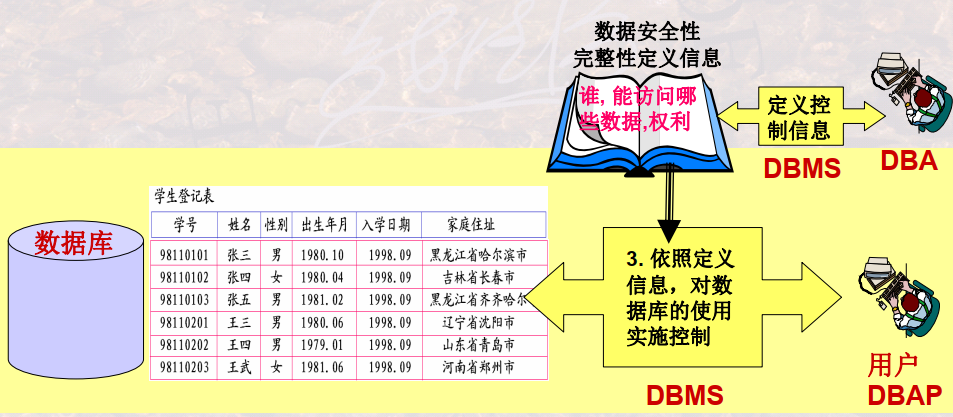 数据安全性
完整性定义信息
谁,能访问哪
些数据,权利
定义控
制信息
DBMS
DBA
学生登记表
学号 姓名 性别 出生年月 入学日期 家庭住址
98110101 张三 男 1980.10 1998.09 黑龙江省哈尔滨市
98110102 张四 女 1980.04 1998.09 吉林省长春市
98110103 张五 男 1981.02 1998.09 黑龙江省齐齐哈尔
98110201 王三 男 1980.06 1998.09 辽宁省沈阳市
98110202 王四 男 1979.01 1998.09 山东省青岛市
98110203 王武 女 1981.06 1998.09 河南省郑州市
数据库
3. 依照定义
信息，对数
据库的使用
实施控制
DBMS
用户
DBAP